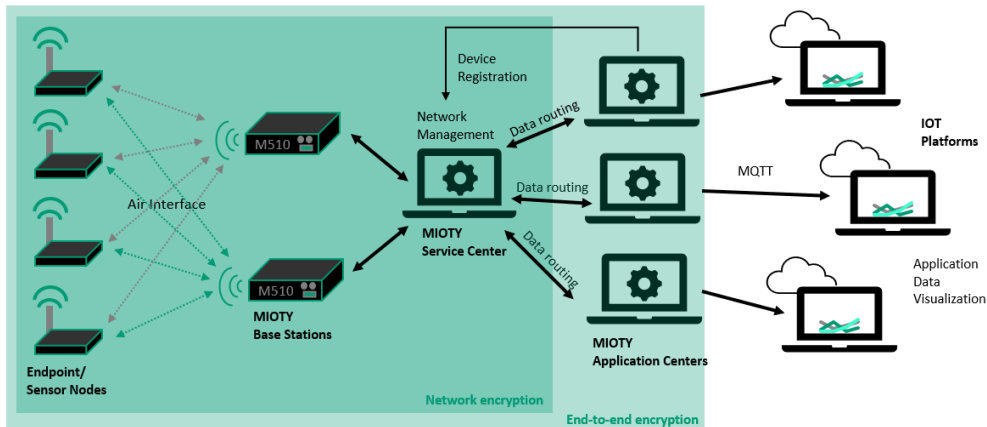 Device
Registration
Network
Management
Data routing
M510
IOT
Platforms
MQTT
Data routing
Air Interface
MIOTY
Service Center
Data routing
M510
Application
Data
Visualization
MIOTY
Base Stations
MIOTY
Application Centers
Endpoint/
Sensor Nodes
Network encryption
End-to-end encryption